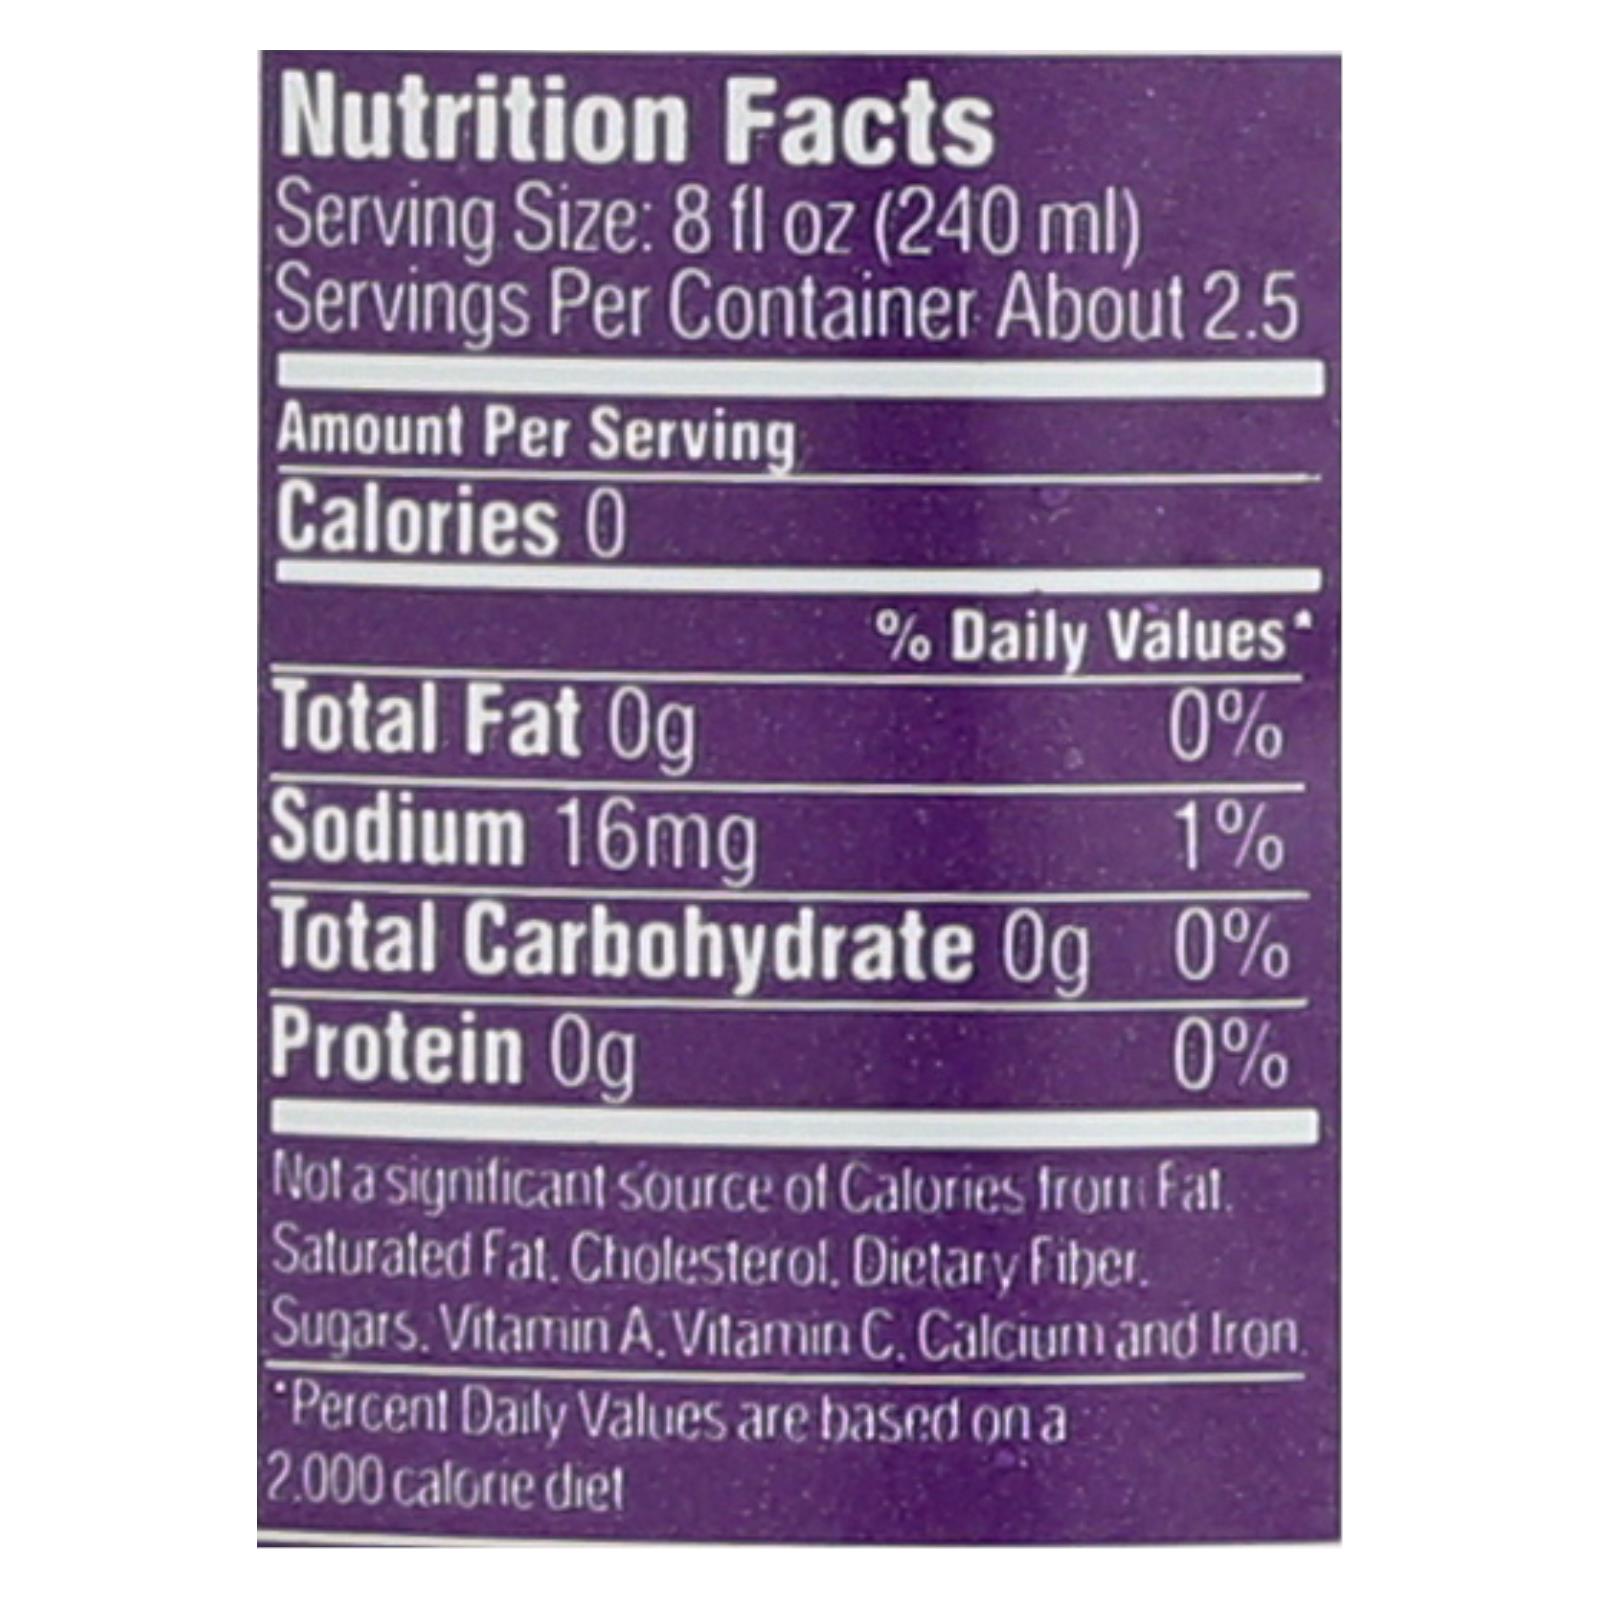 Nutrition Facts
Serving Size: 8 fl oz (240 ml)
Servings Per Container About 2.5
Amount Per Serving
Calories 0
% Daily Values*
Total Fat 0g 0%
Sodium 16mg 1%
Total Carbohydrate 0g 0%
Protein 0g 0%
Not a significant source of Calories from Fat,
Saturated Fat, Cholesterol, Dietary Fiber,
Sugars, Vitamin A, Vitamin C, Calcium and Iron.
*Percent Daily Values are based on a
2,000 calorie diet